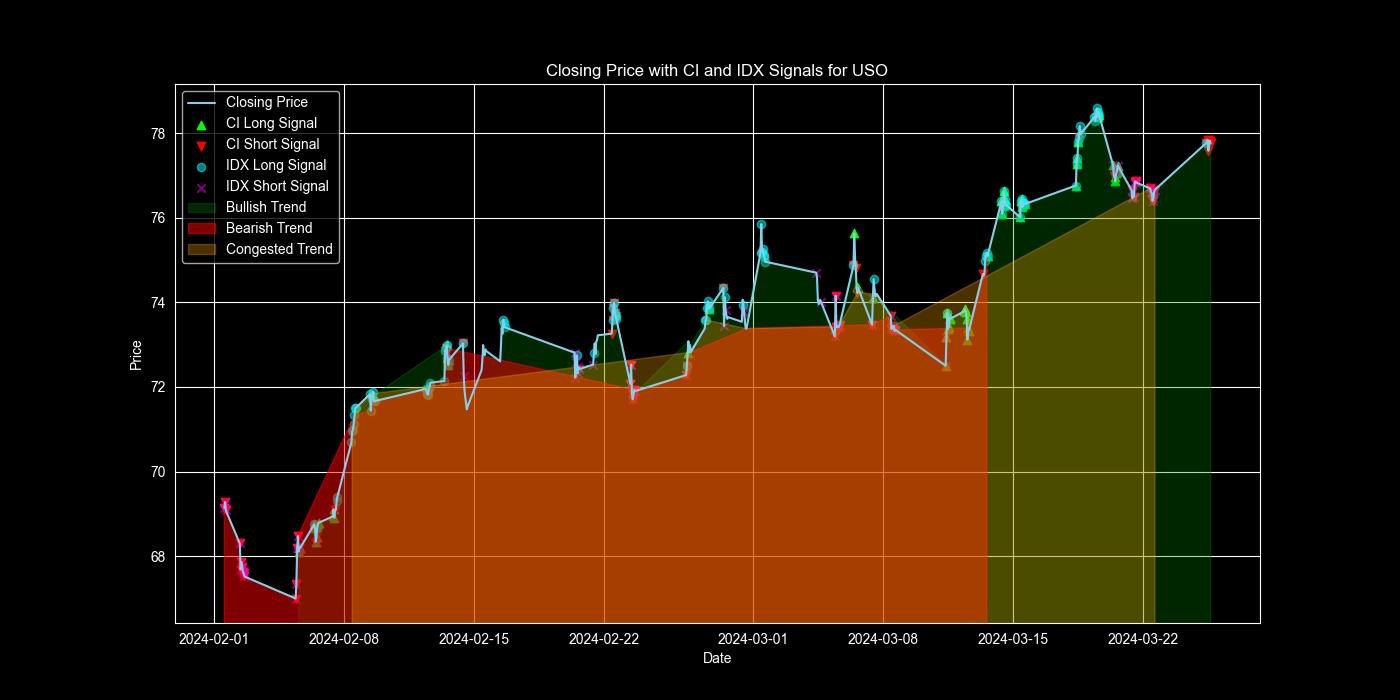 Closing Price with CI and IDX Signals for USO
Closing Price
CI Long Signal
CI Short Signal
IDX Long Signal
IDX Short Signal
Bullish Trend
Bearish Trend
Congested Trend
Price
78
76
74
72
70
68
2024-02-01 2024-02-08 2024-02-15 2024-02-22 2024-03-01 2024-03-08 2024-03-15 2024-03-22
Date